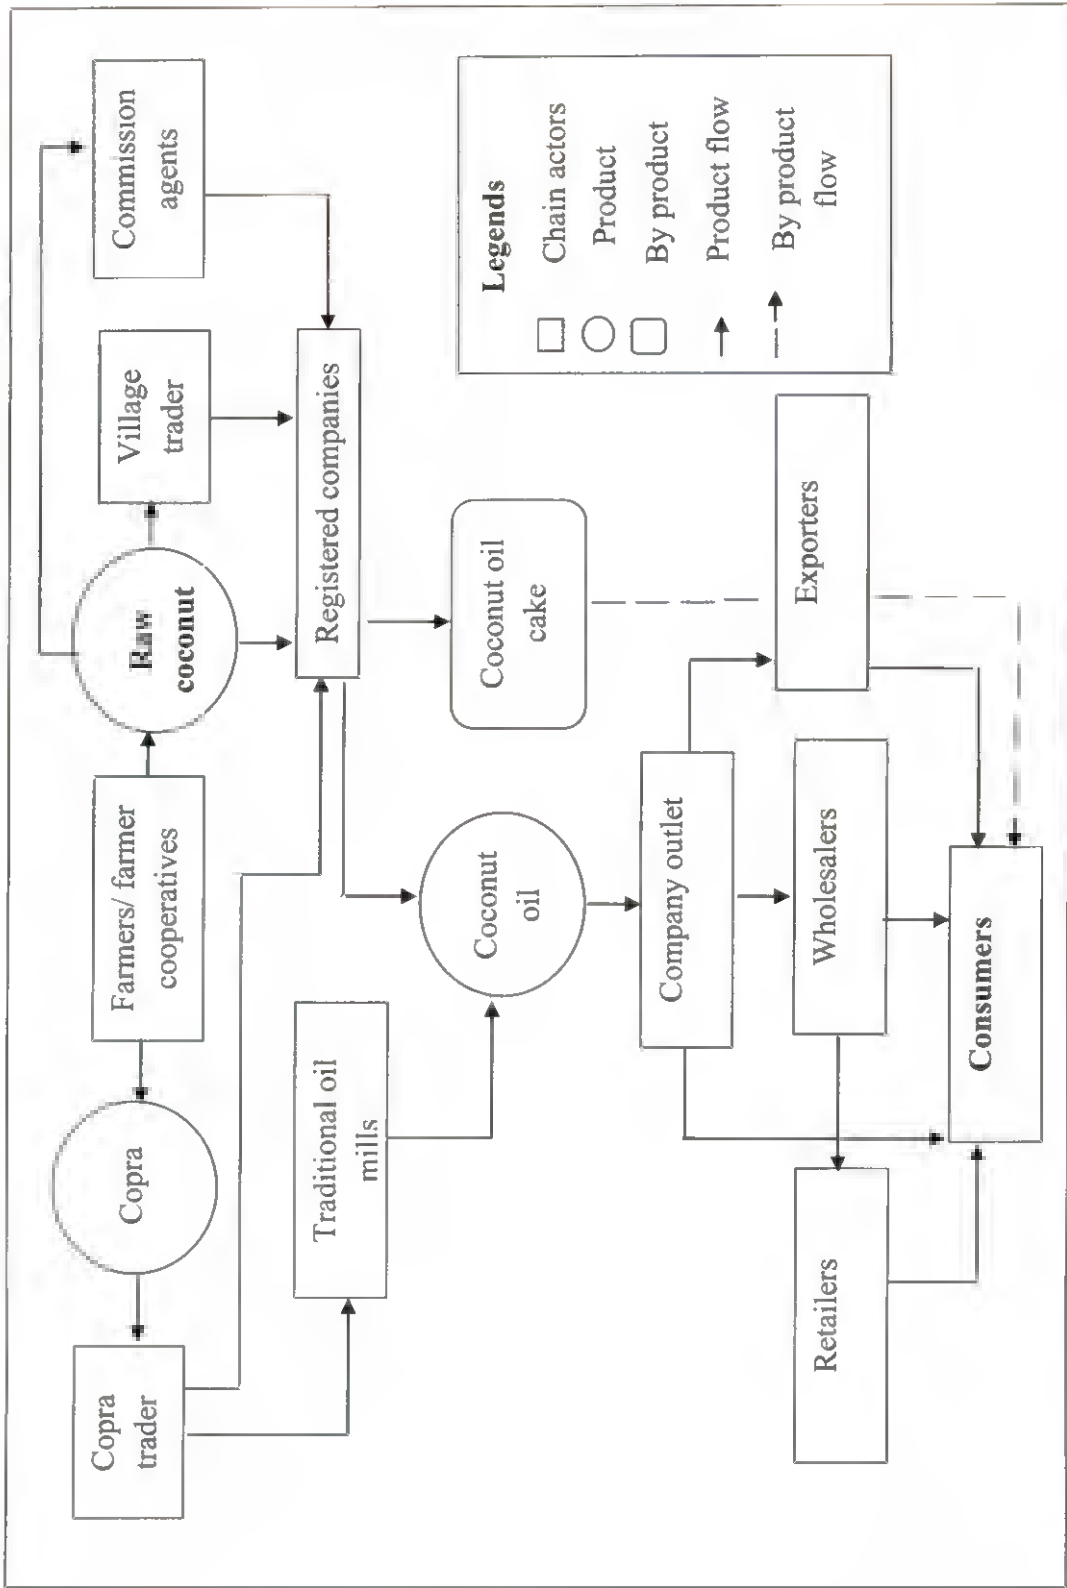 Copra
trader
Copra
Farmers/ farmer
cooperatives
Raw
coconut
Village
trader
Commission
agents
Traditional oil
mills
Registered companies
Coconut
oil
Coconut oil
cake
Company outlet
Retailers
Wholesalers
Exporters
Consumers
Legends
Chain actors
Product
By product
Product flow
By product
flow